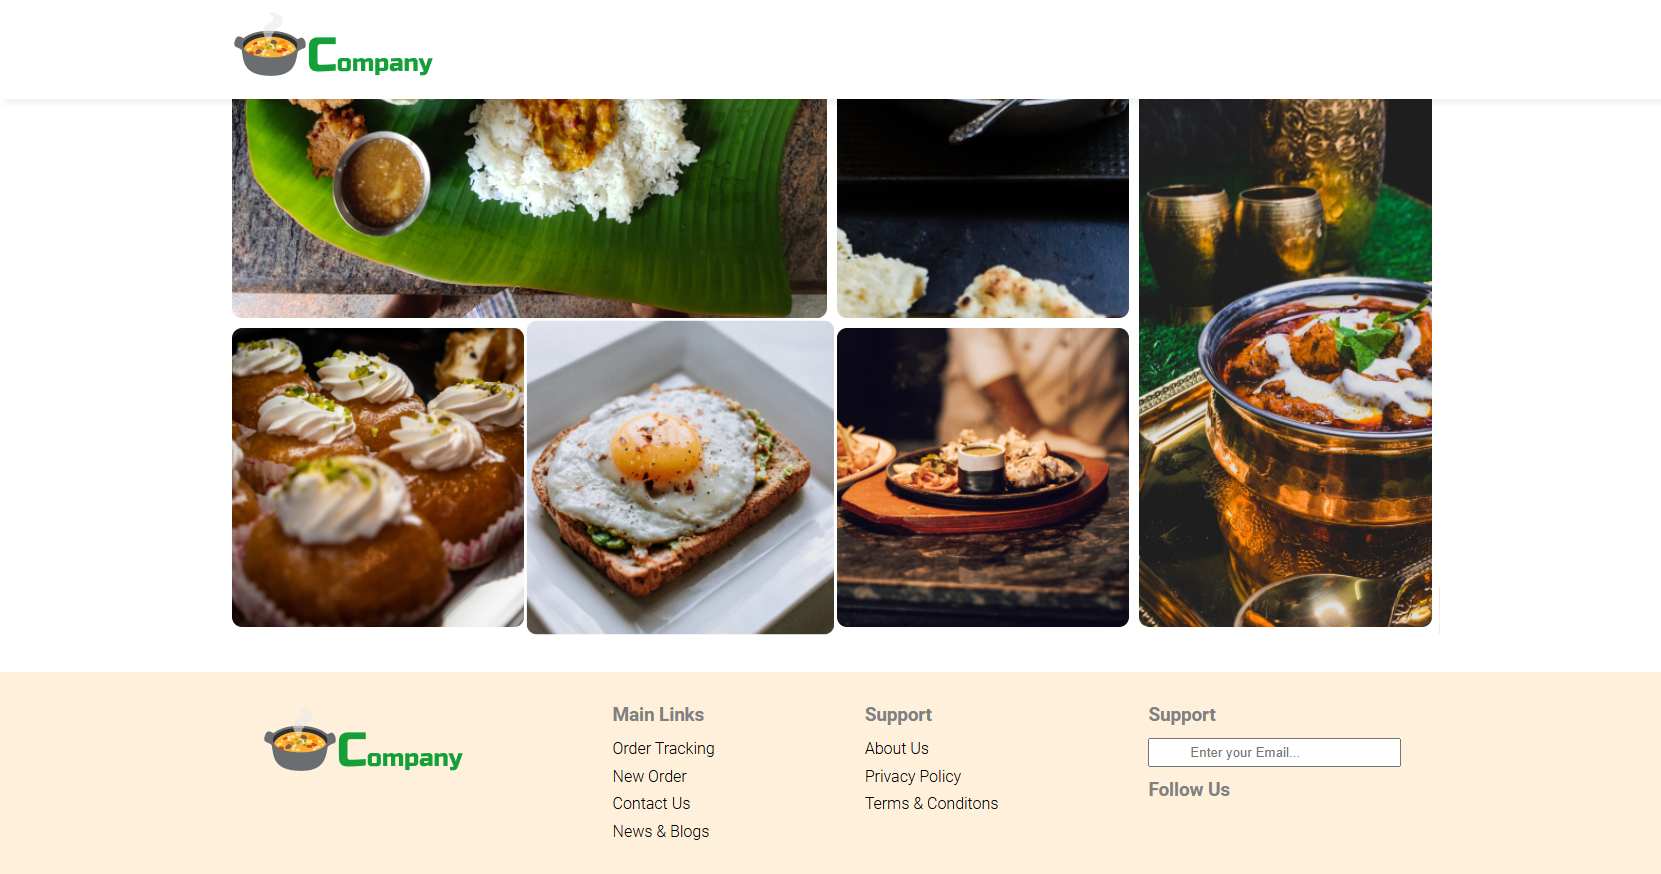 Company
Company
Main Links
Order Tracking
New Order
Contact Us
News & Blogs
Support
About Us
Privacy Policy
Terms & Conditons
Support
Enter your Email...
Follow Us